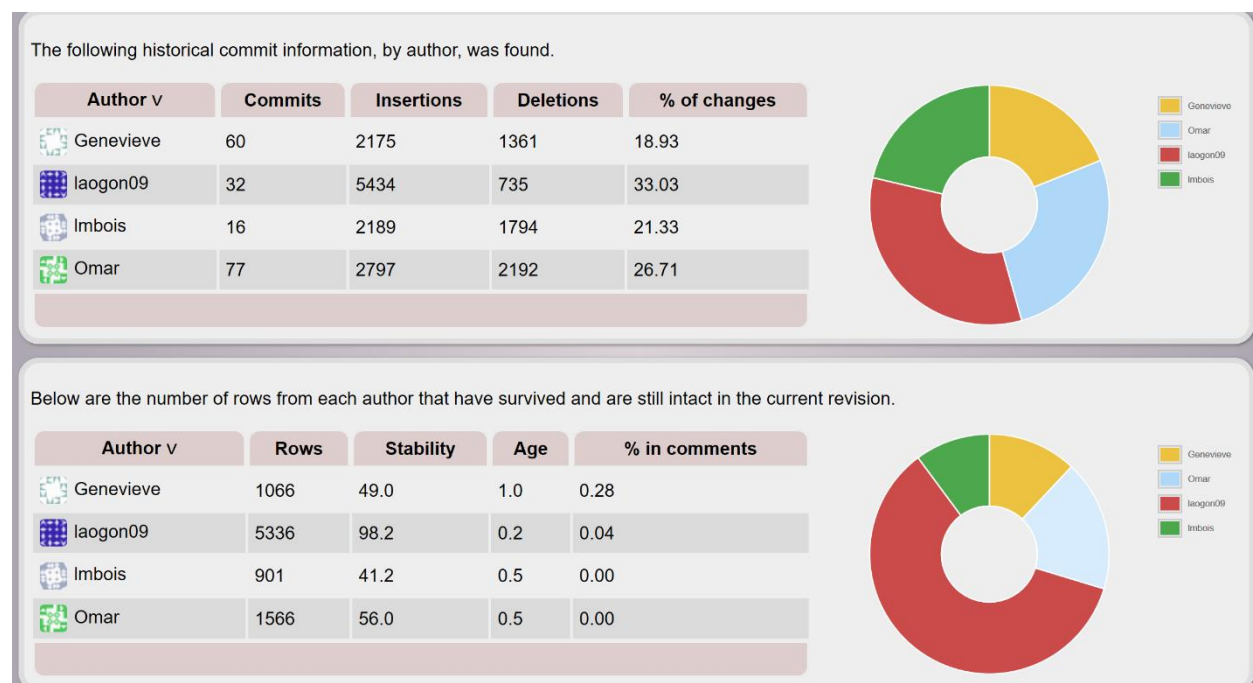 The following historical commit information, by author, was found.
Author V Commits Insertions Deletions % of changes
Genevieve 60 2175 1361 18.93
laogon09 32 5434 735 33.03
lmbois 16 2189 1794 21.33
Omar 77 2797 2192 26.71
Genevieve
Omar
laogon09
lmbois
Below are the number of rows from each author that have survived and are still intact in the current revision.
Author V Rows Stability Age % in comments
Genevieve 1066 49.0 1.0 0.28
laogon09 5336 98.2 0.2 0.04
lmbois 901 41.2 0.5 0.00
Omar 1566 56.0 0.5 0.00
Genevieve
Omar
laogon09
lmbois